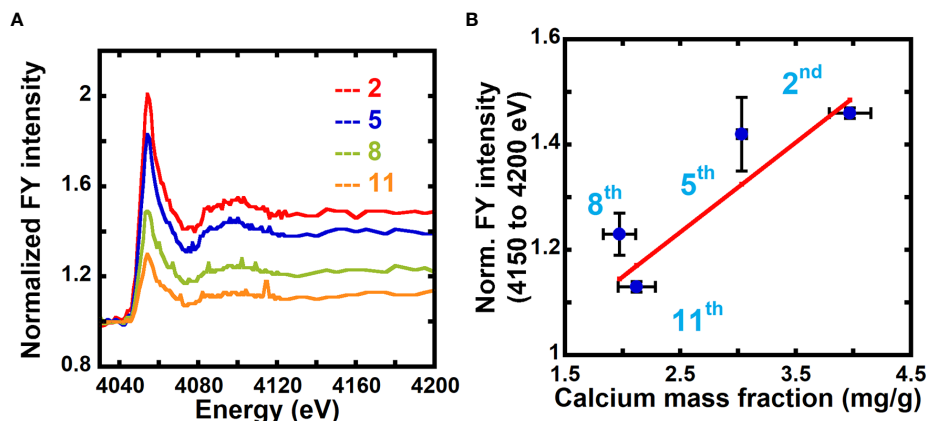 A
Normalized FY intensity
2
1.6
1.2
0.8
2
5
8
11
4040 4080 4120 4160 4200
Energy (eV)
B
Norm. FY intensity
(4150 to 4200 eV)
1.6
1.4
1.2
1
2nd
5th
8th
11th
1.5 2.5 3.5 4.5
Calcium mass fraction (mg/g)